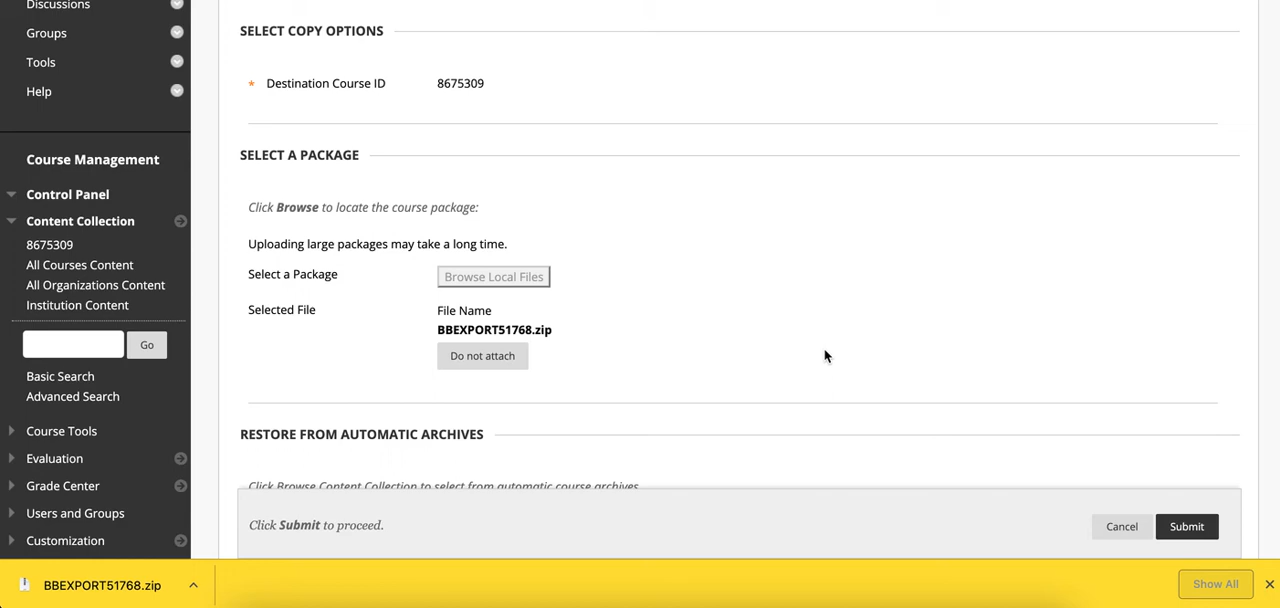 Discussions
Groups
Tools
Help
Course Management
Control Panel
Content Collection
8675309
All Courses Content
All Organizations Content
Institution Content
Go
Basic Search
Advanced Search
Course Tools
Evaluation
Grade Center
Users and Groups
Customization
SELECT COPY OPTIONS
* Destination Course ID 8675309
SELECT A PACKAGE
Click Browse to locate the course package:
Uploading large packages may take a long time.
Select a Package Browse Local Files
Selected File File Name
BBEXPORT51768.zip
Do not attach
RESTORE FROM AUTOMATIC ARCHIVES
Click Browse Content Collection to select from automatic course archives
Click Submit to proceed. Cancel Submit
BBEXPORT51768.zip Show All